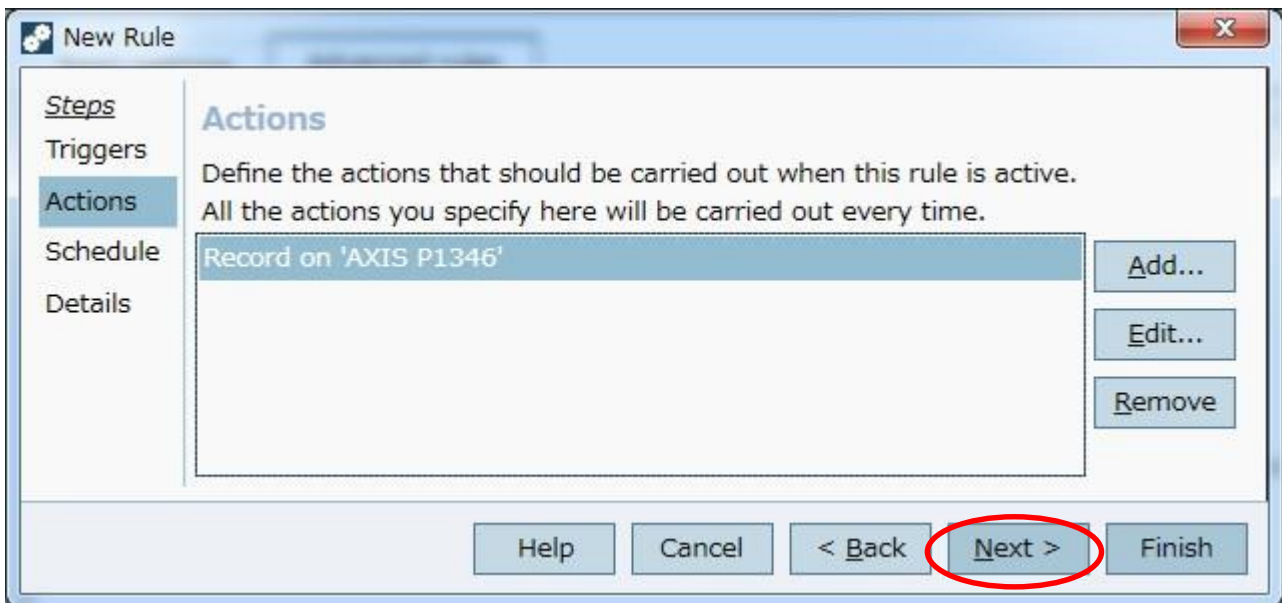 New Rule
Steps
Triggers
Actions
Schedule
Details
Actions
Define the actions that should be carried out when this rule is active.
All the actions you specify here will be carried out every time.
Record on 'AXIS P1346'
Add...
Edit...
Remove
Help
Cancel
< Back
Next >
Finish